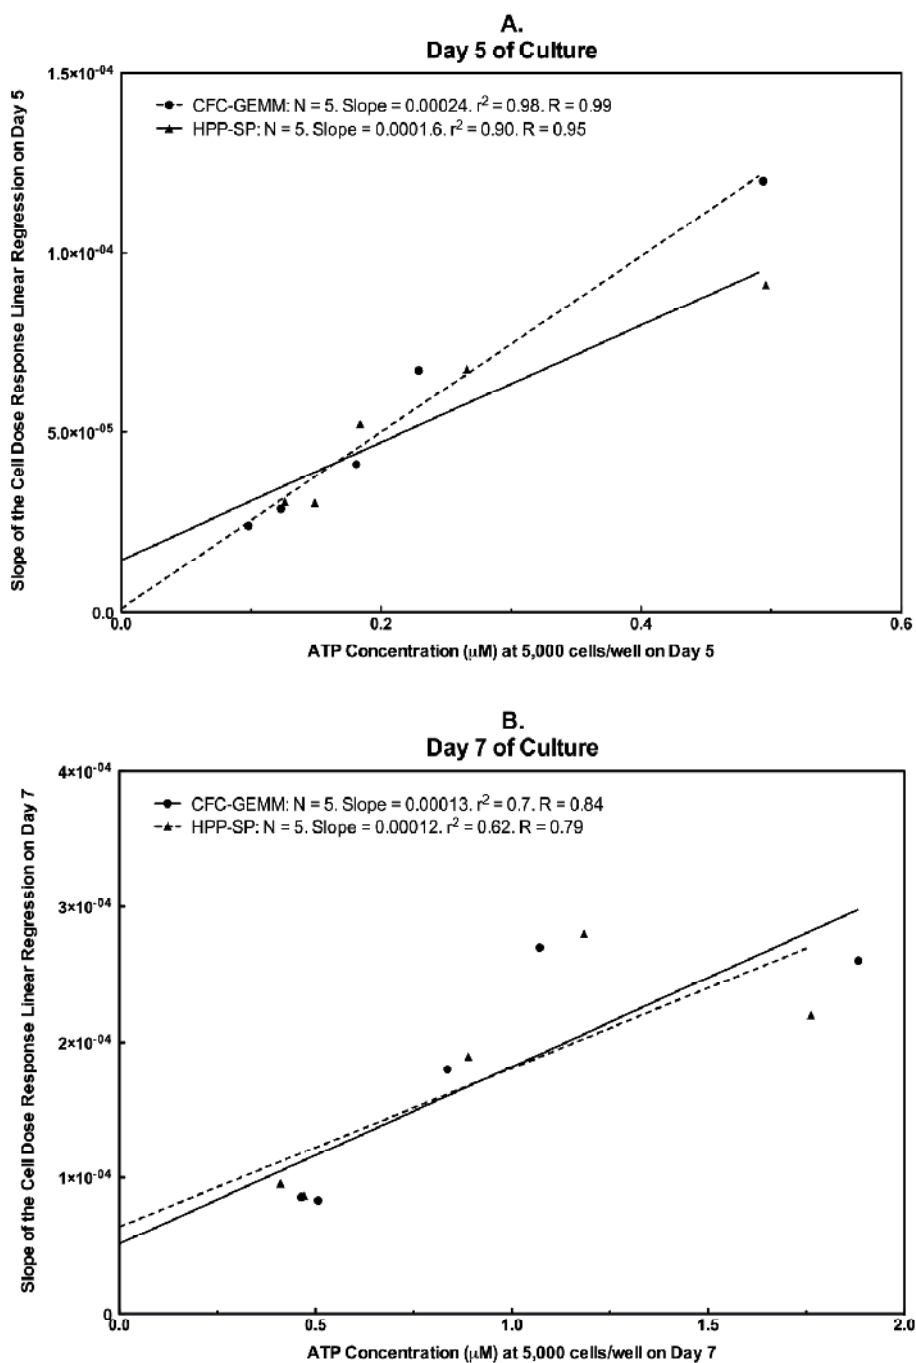 A.
Day 5 of Culture
Slope of the Cell Dose Response Linear Regression on Day 5
1.5×10⁻⁰⁴
1.0×10⁻⁰⁴
5.0×10⁻⁰⁵
0.0
CFC-GEMM: N = 5. Slope = 0.00024. r² = 0.98. R = 0.99
HPP-SP: N = 5. Slope = 0.0001.6. r² = 0.90. R = 0.95
0.0 0.2 0.4 0.6
ATP Concentration (µM) at 5,000 cells/well on Day 5
B.
Day 7 of Culture
Slope of the Cell Dose Response Linear Regression on Day 7
4×10⁻⁰⁴
3×10⁻⁰⁴
2×10⁻⁰⁴
1×10⁻⁰⁴
0
CFC-GEMM: N = 5. Slope = 0.00013. r² = 0.7. R = 0.84
HPP-SP: N = 5. Slope = 0.00012. r² = 0.62. R = 0.79
0.0 0.5 1.0 1.5 2.0
ATP Concentration (µM) at 5,000 cells/well on Day 7